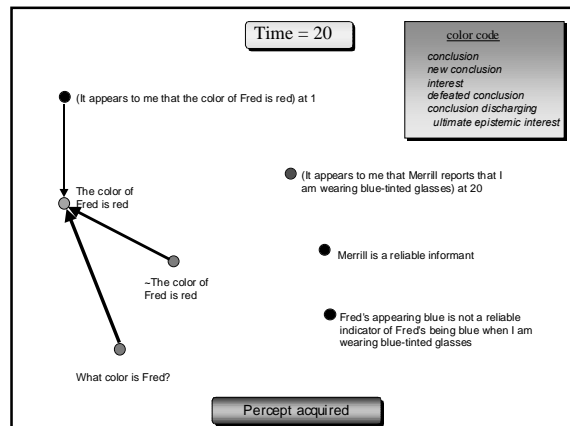 Time = 20
color code
conclusion
new conclusion
interest
defeated conclusion
conclusion discharging
ultimate epistemic interest
(It appears to me that the color of Fred is red) at 1
(It appears to me that Merrill reports that I
am wearing blue-tinted glasses) at 20
The color of
Fred is red
Merrill is a reliable informant
~The color of
Fred is red
Fred's appearing blue is not a reliable
indicator of Fred's being blue when I am
wearing blue-tinted glasses
What color is Fred?
Percept acquired